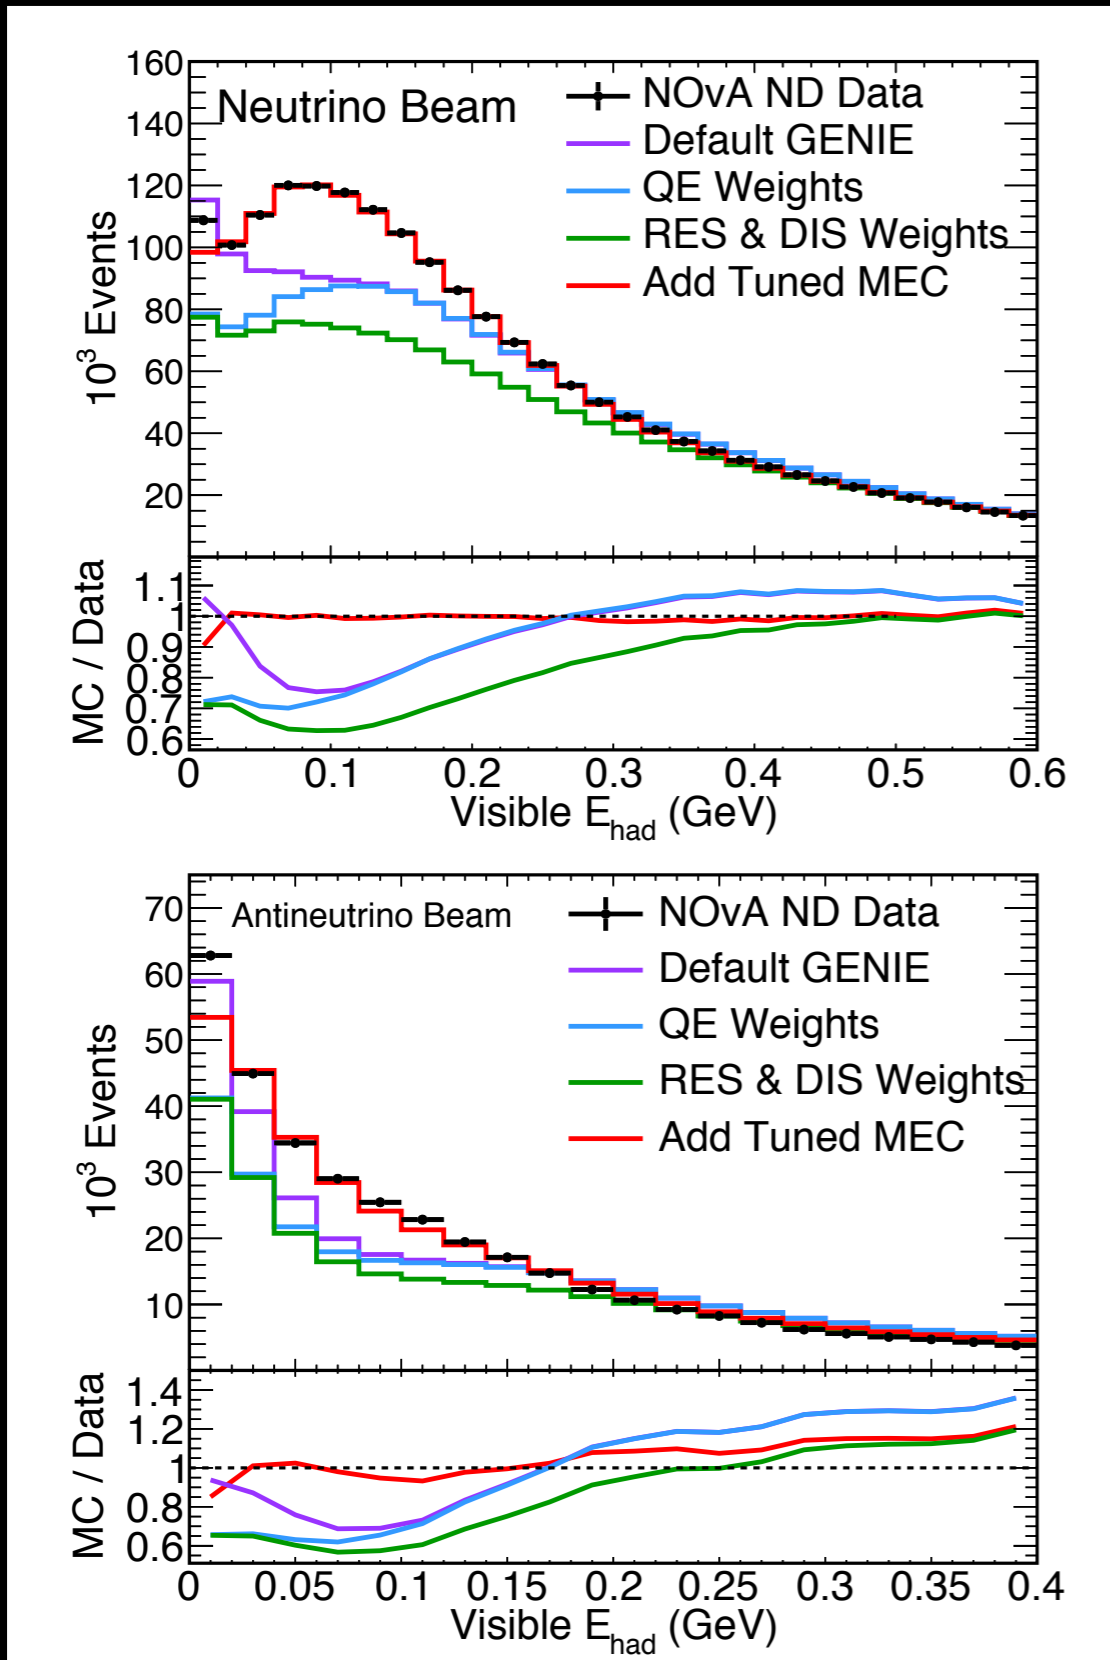 160
140
120
100
80
60
40
20
10³ Events
Neutrino Beam
NOvA ND Data
Default GENIE
QE Weights
RES & DIS Weights
Add Tuned MEC
1.1
1
0.9
0.8
0.7
0.6
MC / Data
0 0.1 0.2 0.3 0.4 0.5 0.6
Visible E_had (GeV)
70
60
50
40
30
20
10
10³ Events
Antineutrino Beam
NOvA ND Data
Default GENIE
QE Weights
RES & DIS Weights
Add Tuned MEC
1.4
1.2
1
0.8
0.6
MC / Data
0 0.05 0.1 0.15 0.2 0.25 0.3 0.35 0.4
Visible E_had (GeV)